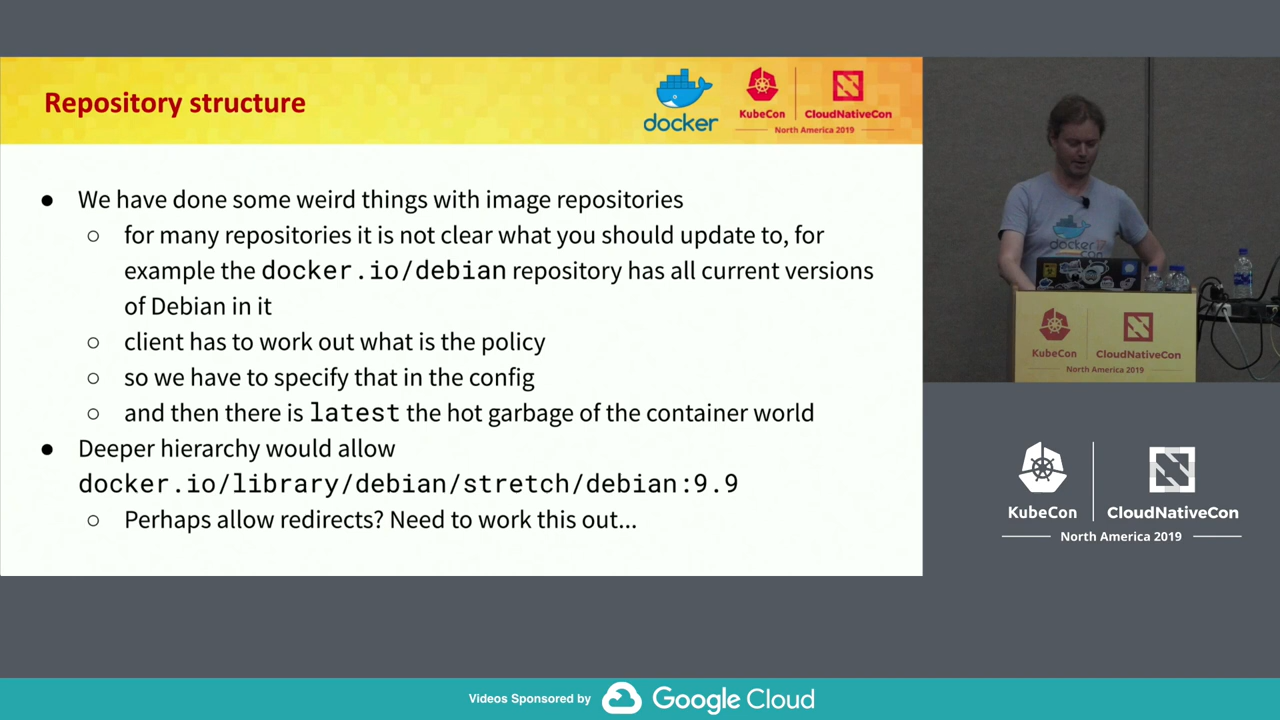 Repository structure
docker
KubeCon
CloudNativeCon
North America 2019
● We have done some weird things with image repositories
○ for many repositories it is not clear what you should update to, for
example the docker.io/debian repository has all current versions
of Debian in it
○ client has to work out what is the policy
○ so we have to specify that in the config
○ and then there is latest the hot garbage of the container world
● Deeper hierarchy would allow
docker.io/library/debian/stretch/debian:9.9
○ Perhaps allow redirects? Need to work this out...
docker
con
KubeCon
CloudNativeCon
North America 2019
KubeCon
CloudNativeCon
North America 2019
Videos Sponsored by
Google Cloud